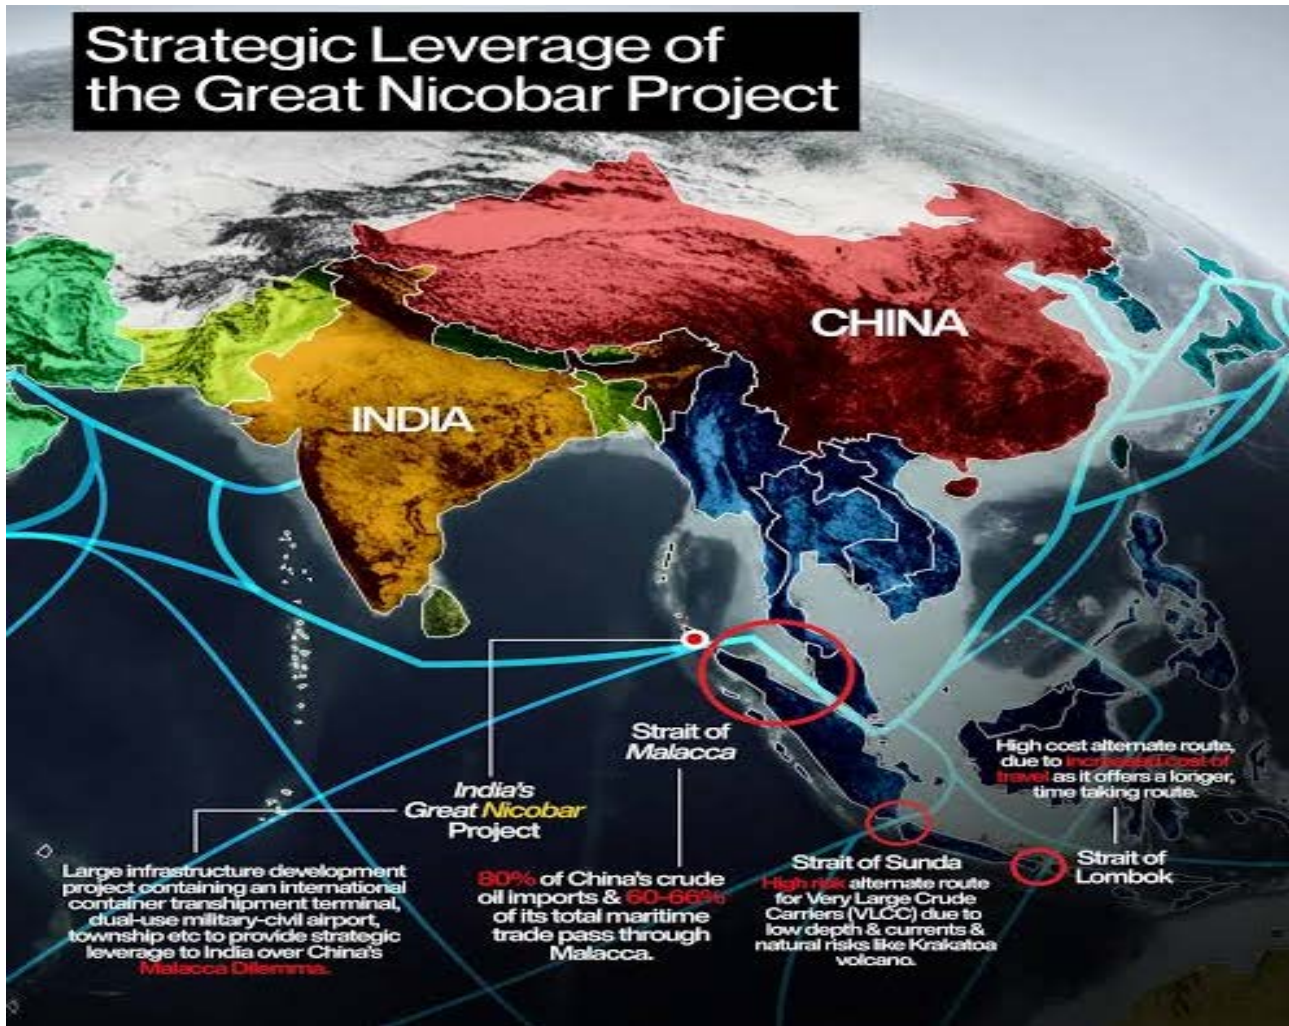 Strategic Leverage of
the Great Nicobar Project
CHINA
INDIA
Strait of
Malacca
India's
Great Nicobar
Project
High cost alternate route,
due to increased cost of
travel as it offers a longer,
time taking route.
Large infrastructure development
project containing an international
container transhipment terminal,
dual-use military-civil airport,
township etc to provide strategic
leverage to India over China's
Malacca Dilemma.
80% of China's crude
oil imports & 60-66%
of its total maritime
trade pass through
Malacca.
Strait of Sunda
High risk alternate route
for Very Large Crude
Carriers (VLCC) due to
low depth & currents &
natural risks like Krakatoa
volcano.
Strait of
Lombok